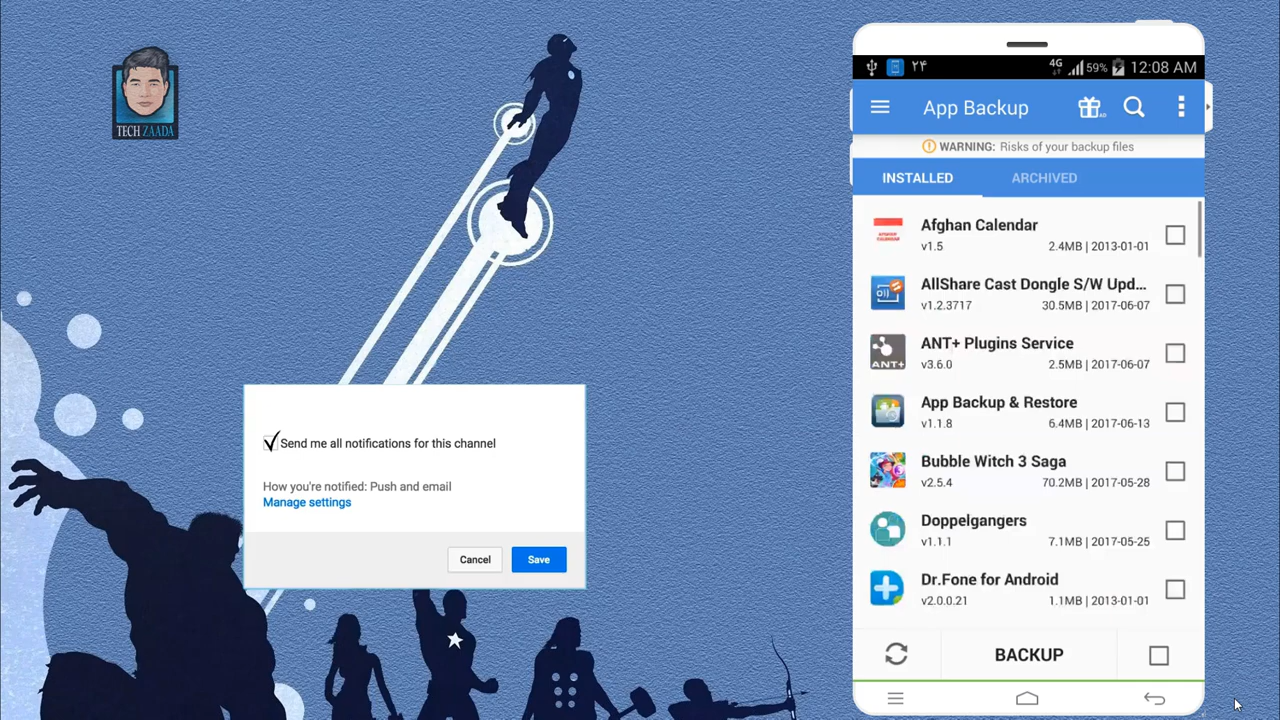 TECH ZAADA
۲۴ 4G 59% 12:08 AM
App Backup
AD
WARNING: Risks of your backup files
INSTALLED ARCHIVED
AFGHAN
CALENDAR
Afghan Calendar
v1.5 2.4MB | 2013-01-01
AllShare Cast Dongle S/W Upd...
v1.2.3717 30.5MB | 2017-06-07
ANT+
ANT+ Plugins Service
v3.6.0 2.5MB | 2017-06-07
App Backup & Restore
v1.1.8 6.4MB | 2017-06-13
Bubble Witch 3 Saga
v2.5.4 70.2MB | 2017-05-28
Doppelgangers
v1.1.1 7.1MB | 2017-05-25
Dr.Fone for Android
v2.0.0.21 1.1MB | 2013-01-01
BACKUP
Send me all notifications for this channel
How you're notified: Push and email
Manage settings
Cancel Save